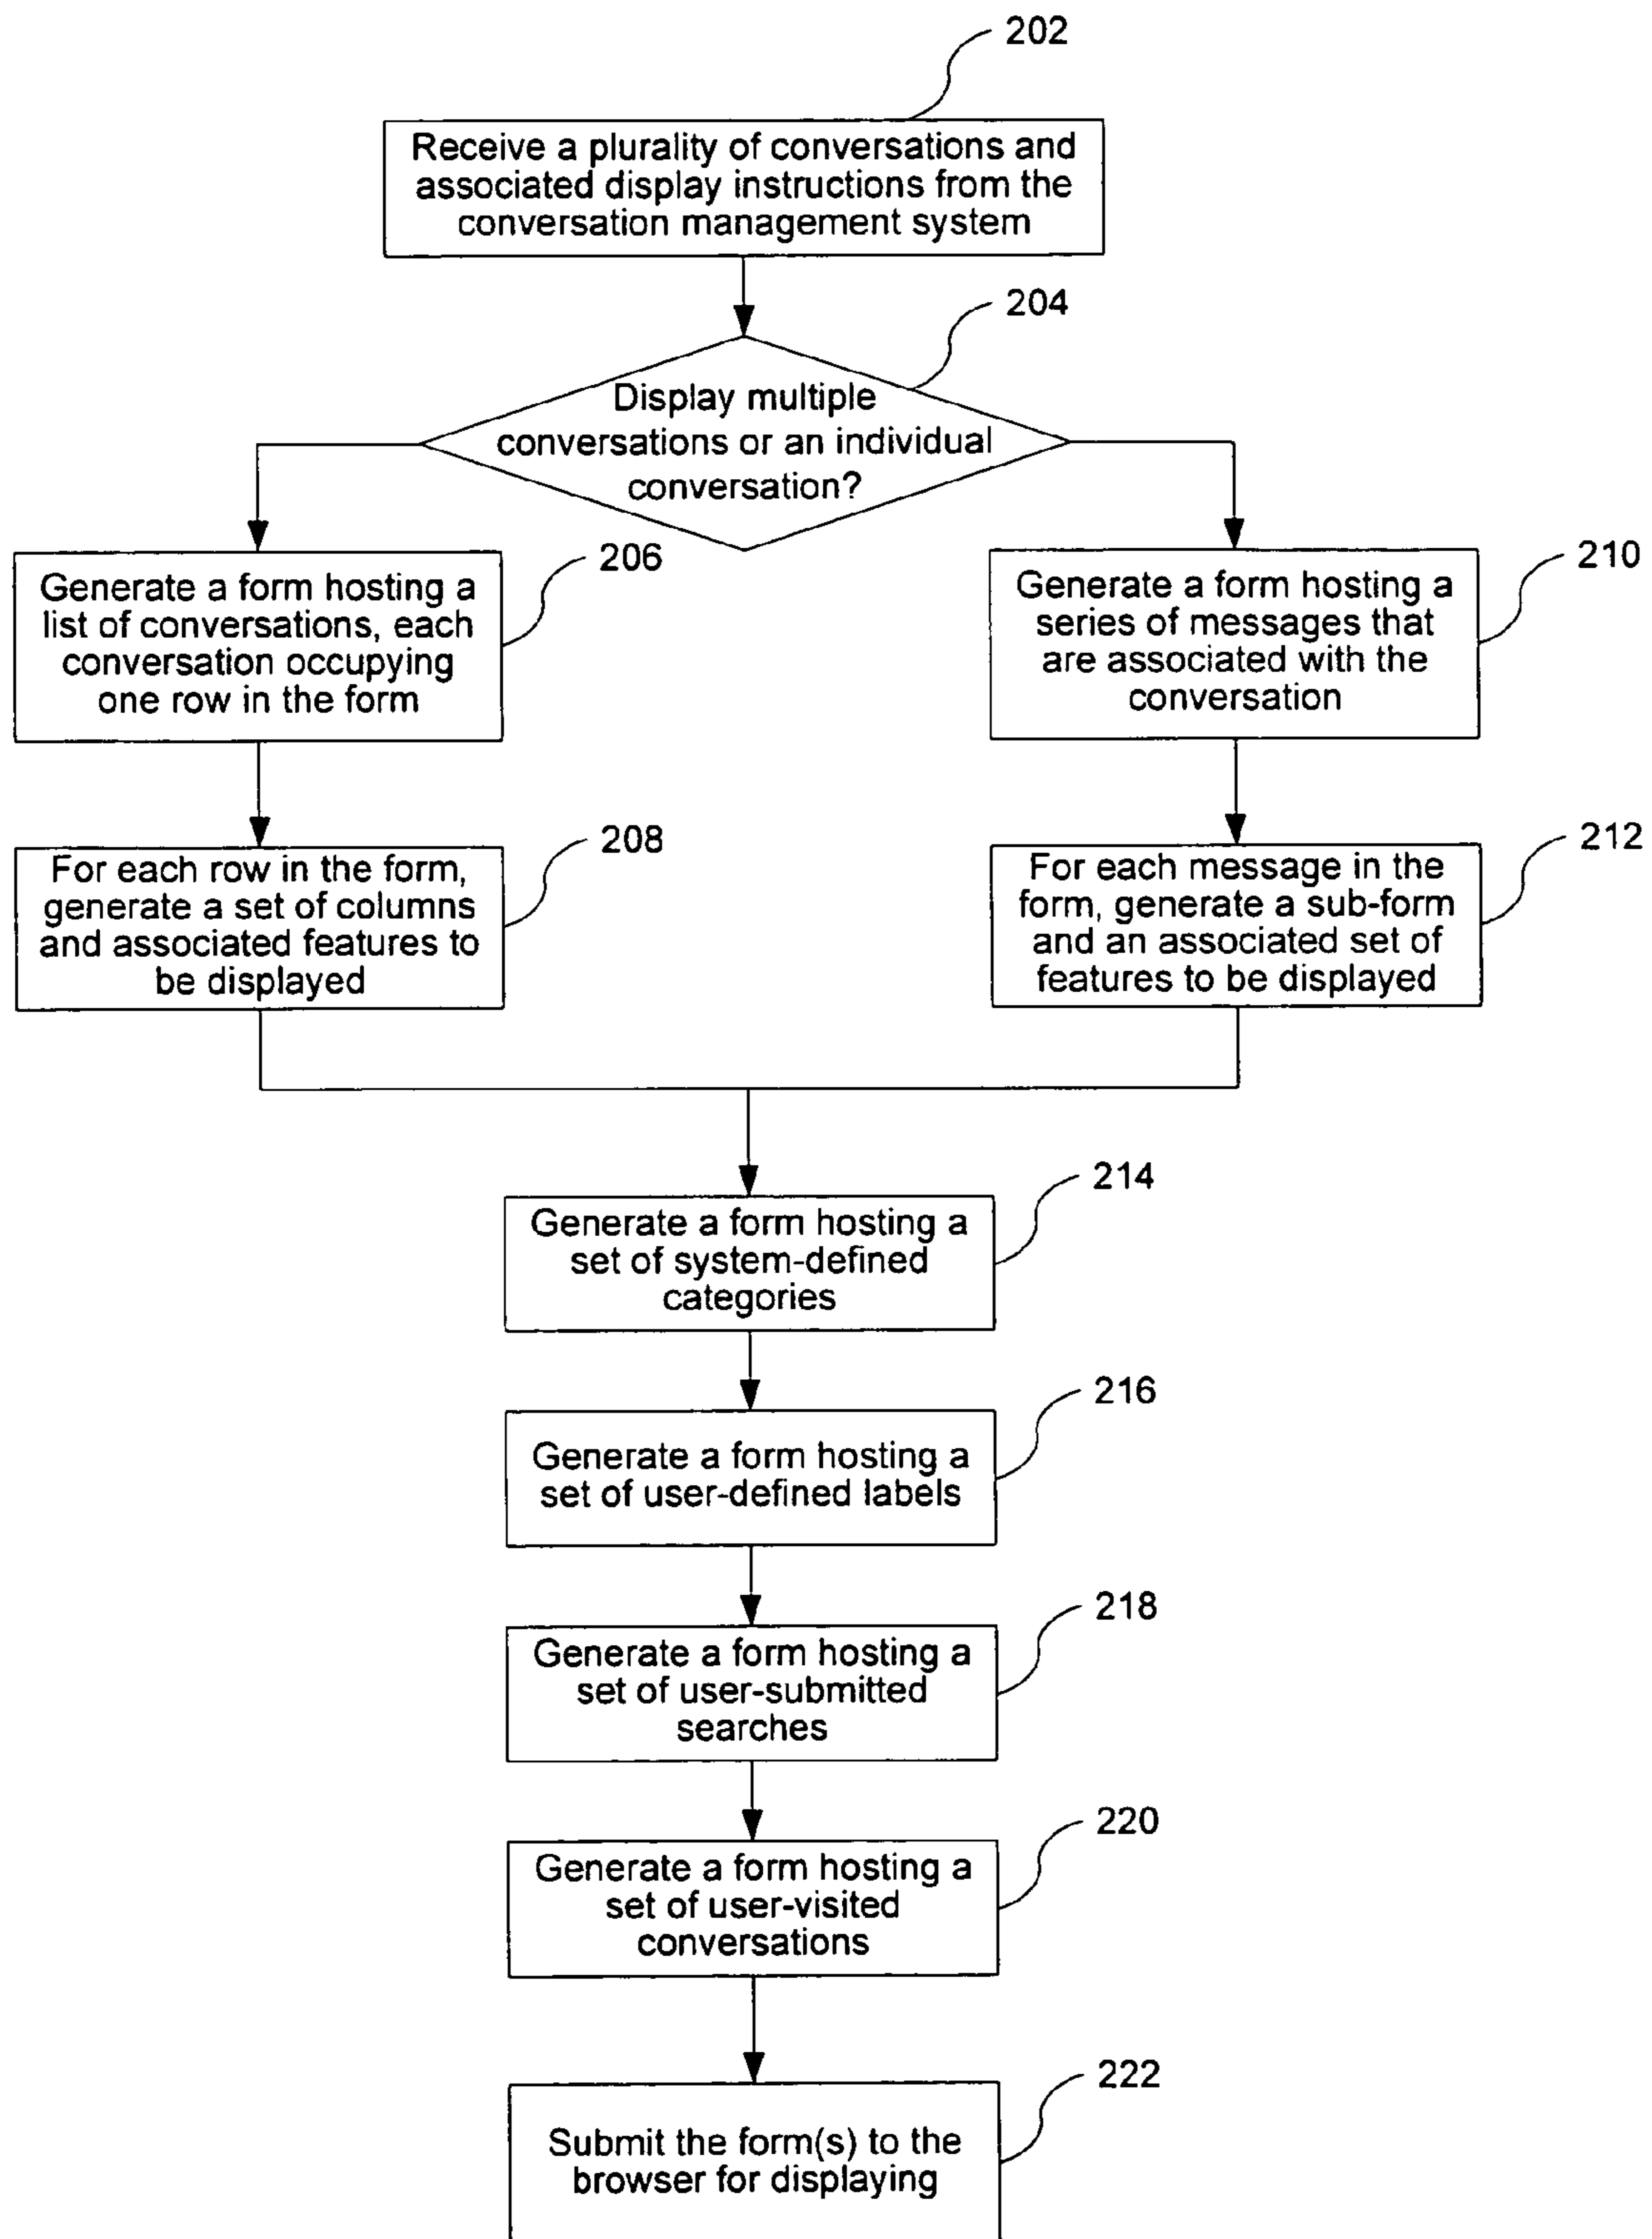 202
Receive a plurality of conversations and
associated display instructions from the
conversation management system
204
Display multiple
conversations or an individual
conversation?
206
Generate a form hosting a
list of conversations, each
conversation occupying
one row in the form
210
Generate a form hosting a
series of messages that
are associated with the
conversation
208
For each row in the form,
generate a set of columns
and associated features to
be displayed
212
For each message in the
form, generate a sub-form
and an associated set of
features to be displayed
214
Generate a form hosting a
set of system-defined
categories
216
Generate a form hosting a
set of user-defined labels
218
Generate a form hosting a
set of user-submitted
searches
220
Generate a form hosting a
set of user-visited
conversations
222
Submit the form(s) to the
browser for displaying